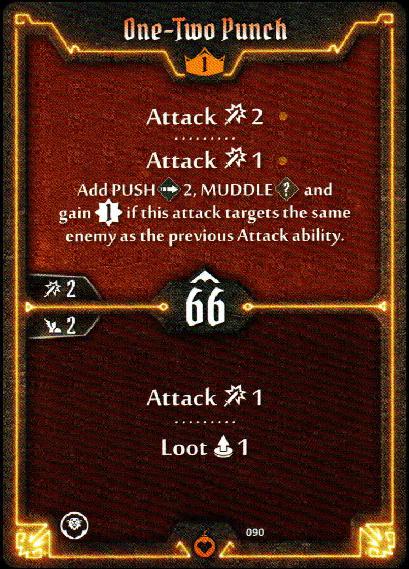 One-Two Punch
1
Attack 2
Attack 1
Add PUSH 2, MUDDLE ? and
gain 1 if this attack targets the same
enemy as the previous Attack ability.
2
66
2
Attack 1
Loot 1
090